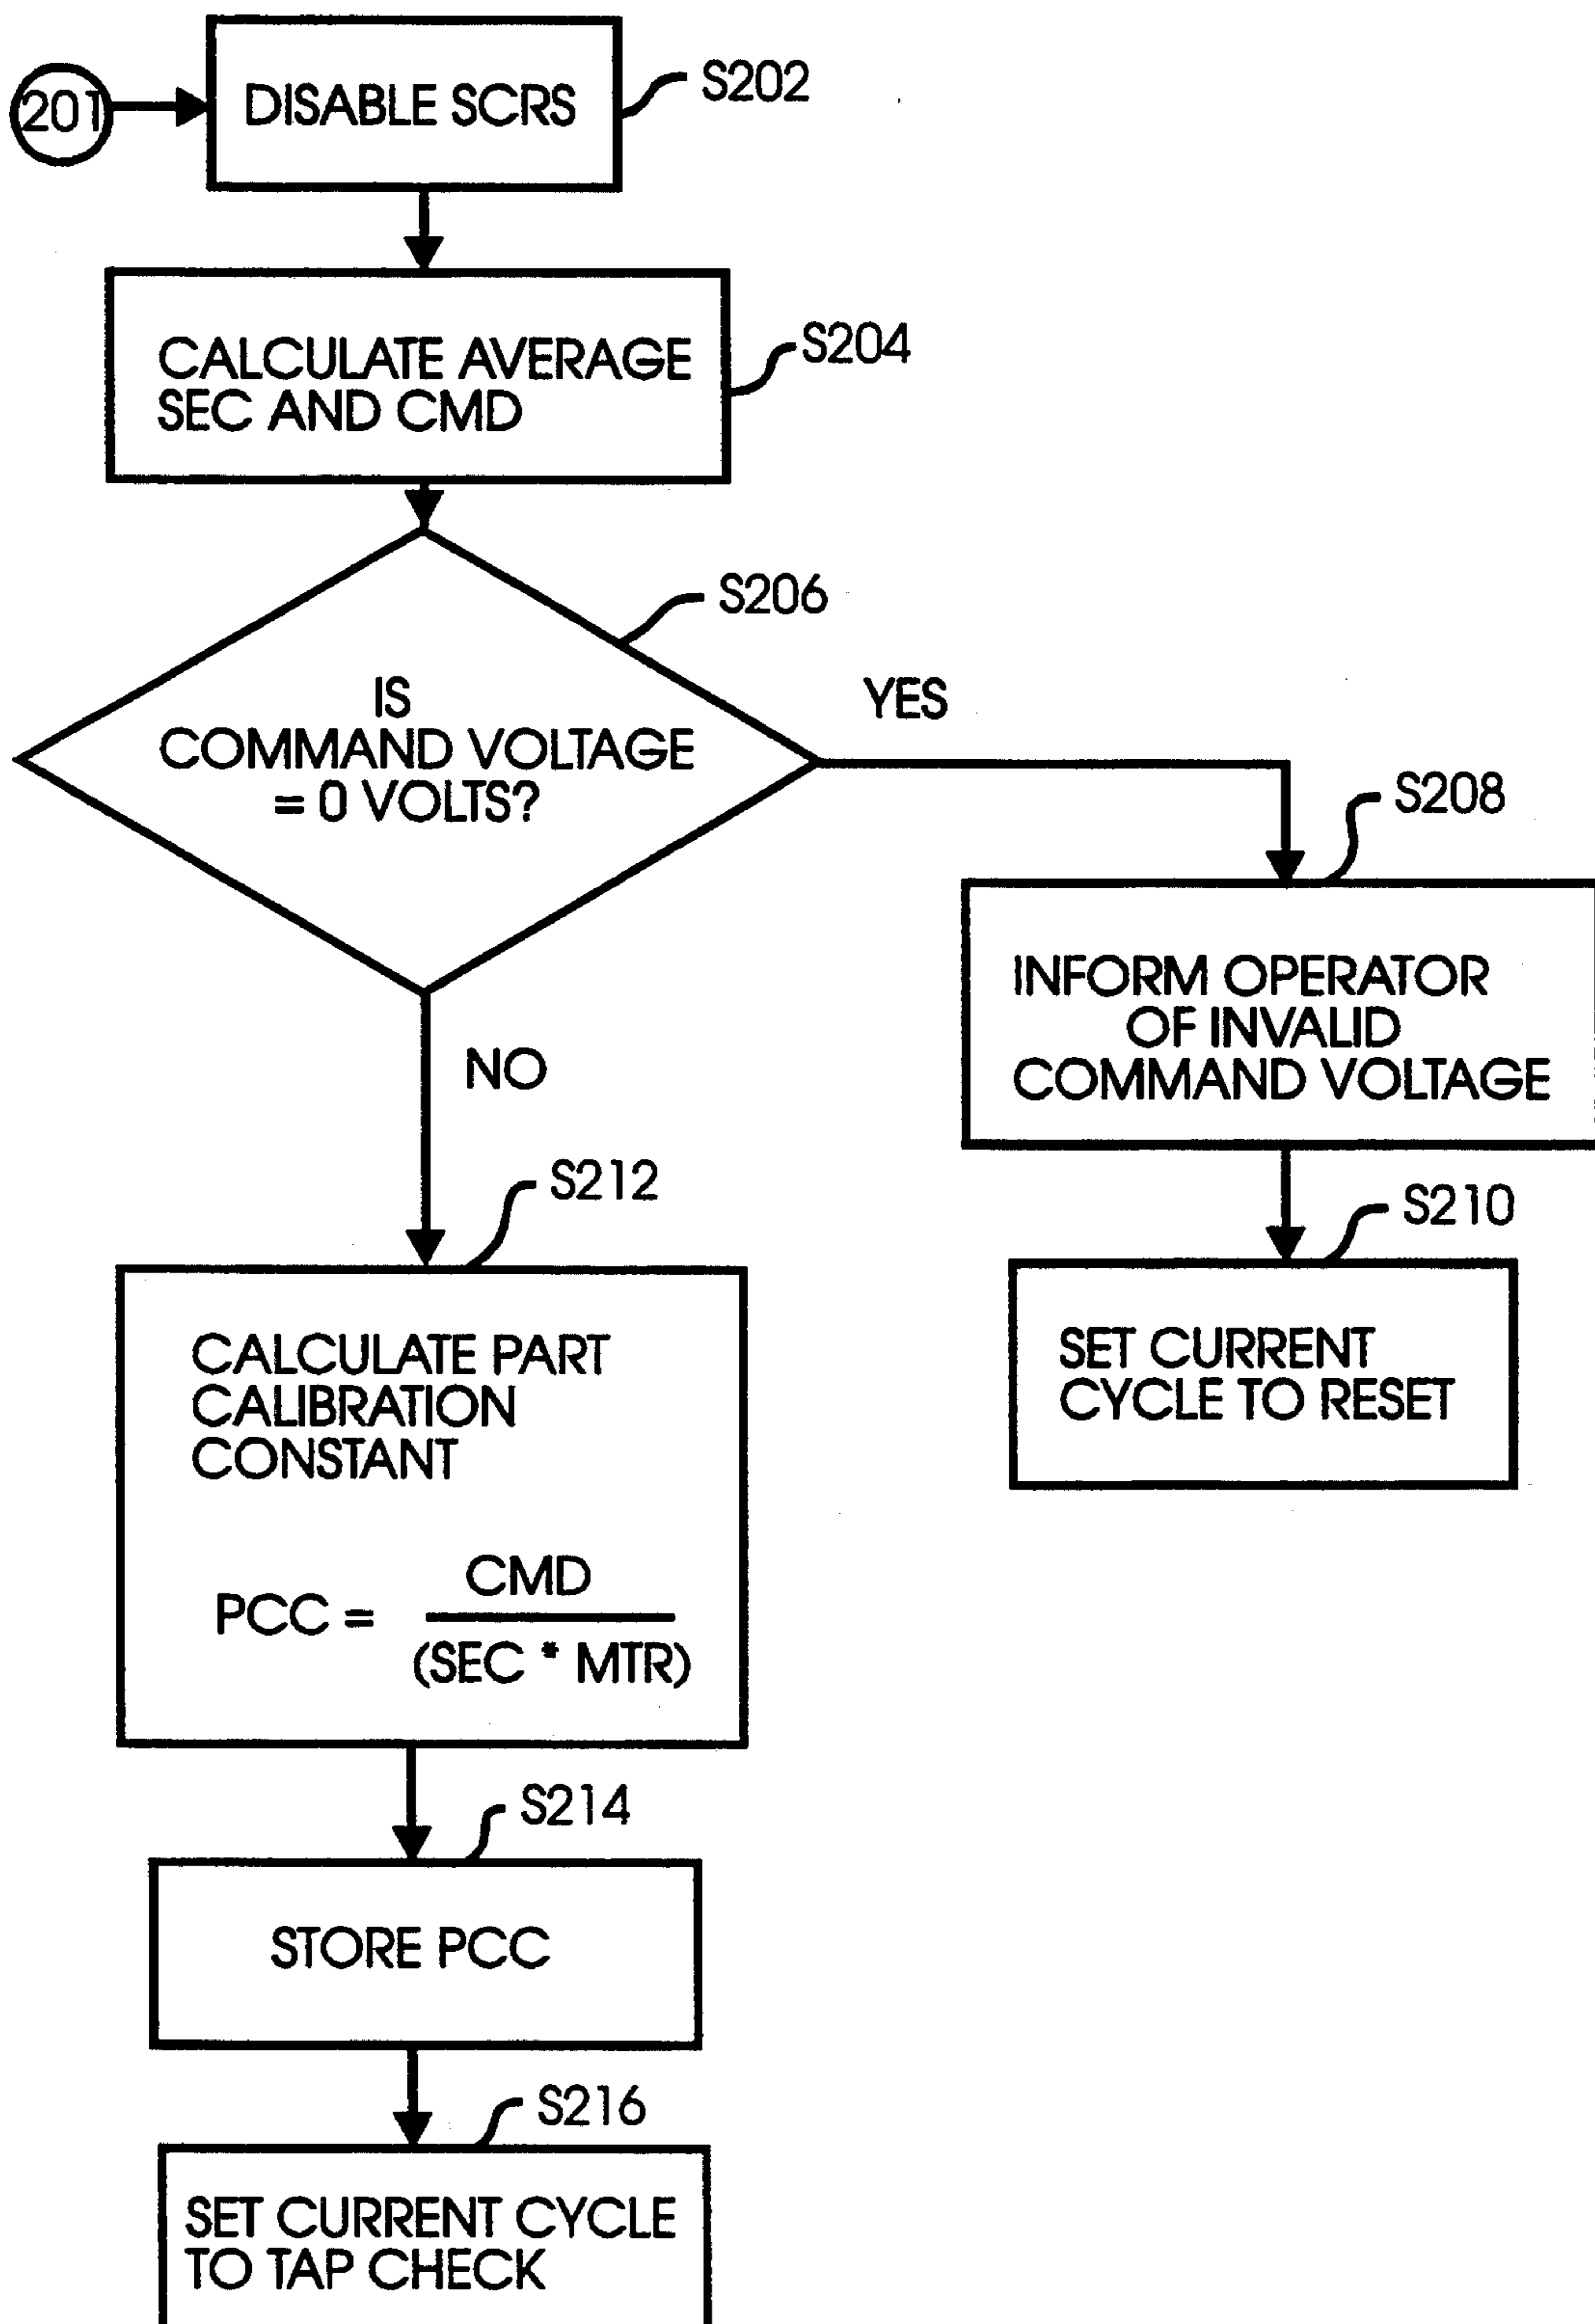 201
DISABLE SCRS
S202
CALCULATE AVERAGE
SEC AND CMD
S204
IS
COMMAND VOLTAGE
= 0 VOLTS?
S206
YES
S208
INFORM OPERATOR
OF INVALID
COMMAND VOLTAGE
NO
S210
SET CURRENT
CYCLE TO RESET
S212
CALCULATE PART
CALIBRATION
CONSTANT
CMD
PCC =
(SEC * MTR)
S214
STORE PCC
S216
SET CURRENT CYCLE
TO TAP CHECK